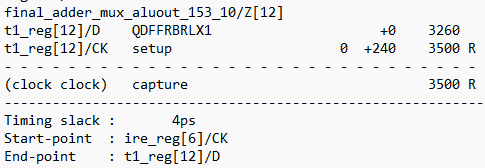 final_adder_mux_aluout_153_10/Z[12]
t1_reg[12]/D QDFFRBRLX1 +0 3260
t1_reg[12]/CK setup 0 +240 3500 R
- - - - - - - - - - - - - - - - - - - - - - - - - - - - - -
(clock clock) capture 3500 R
------------------------------------------------------------
Timing slack : 4ps
Start-point : ire_reg[6]/CK
End-point : t1_reg[12]/D